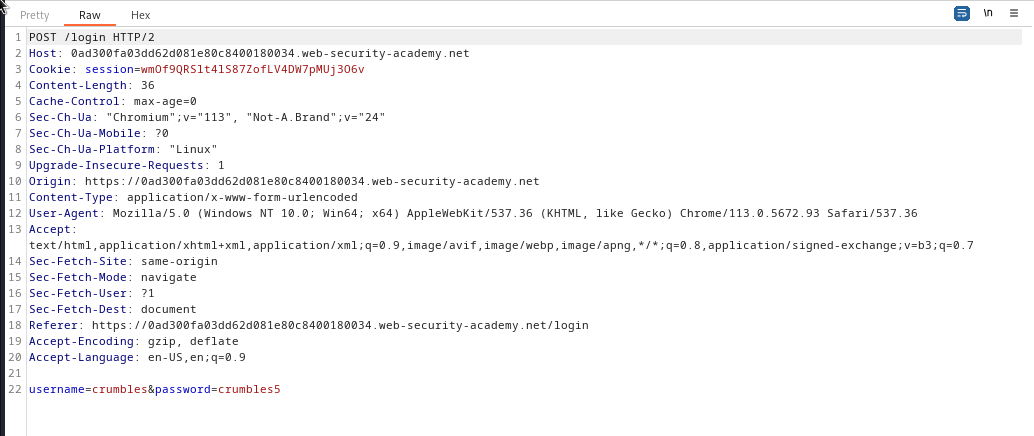 Pretty Raw Hex \n
1 POST /login HTTP/2
2 Host: 0ad300fa03dd62d081e80c8400180034.web-security-academy.net
3 Cookie: session=wmOf9QRSlt4lS87ZofLV4DW7pMUj3O6v
4 Content-Length: 36
5 Cache-Control: max-age=0
6 Sec-Ch-Ua: "Chromium";v="113", "Not-A.Brand";v="24"
7 Sec-Ch-Ua-Mobile: ?0
8 Sec-Ch-Ua-Platform: "Linux"
9 Upgrade-Insecure-Requests: 1
10 Origin: https://0ad300fa03dd62d081e80c8400180034.web-security-academy.net
11 Content-Type: application/x-www-form-urlencoded
12 User-Agent: Mozilla/5.0 (Windows NT 10.0; Win64; x64) AppleWebKit/537.36 (KHTML, like Gecko) Chrome/113.0.5672.93 Safari/537.36
13 Accept:
text/html,application/xhtml+xml,application/xml;q=0.9,image/avif,image/webp,image/apng,*/*;q=0.8,application/signed-exchange;v=b3;q=0.7
14 Sec-Fetch-Site: same-origin
15 Sec-Fetch-Mode: navigate
16 Sec-Fetch-User: ?1
17 Sec-Fetch-Dest: document
18 Referer: https://0ad300fa03dd62d081e80c8400180034.web-security-academy.net/login
19 Accept-Encoding: gzip, deflate
20 Accept-Language: en-US,en;q=0.9
21
22 username=crumbles&password=crumbles5